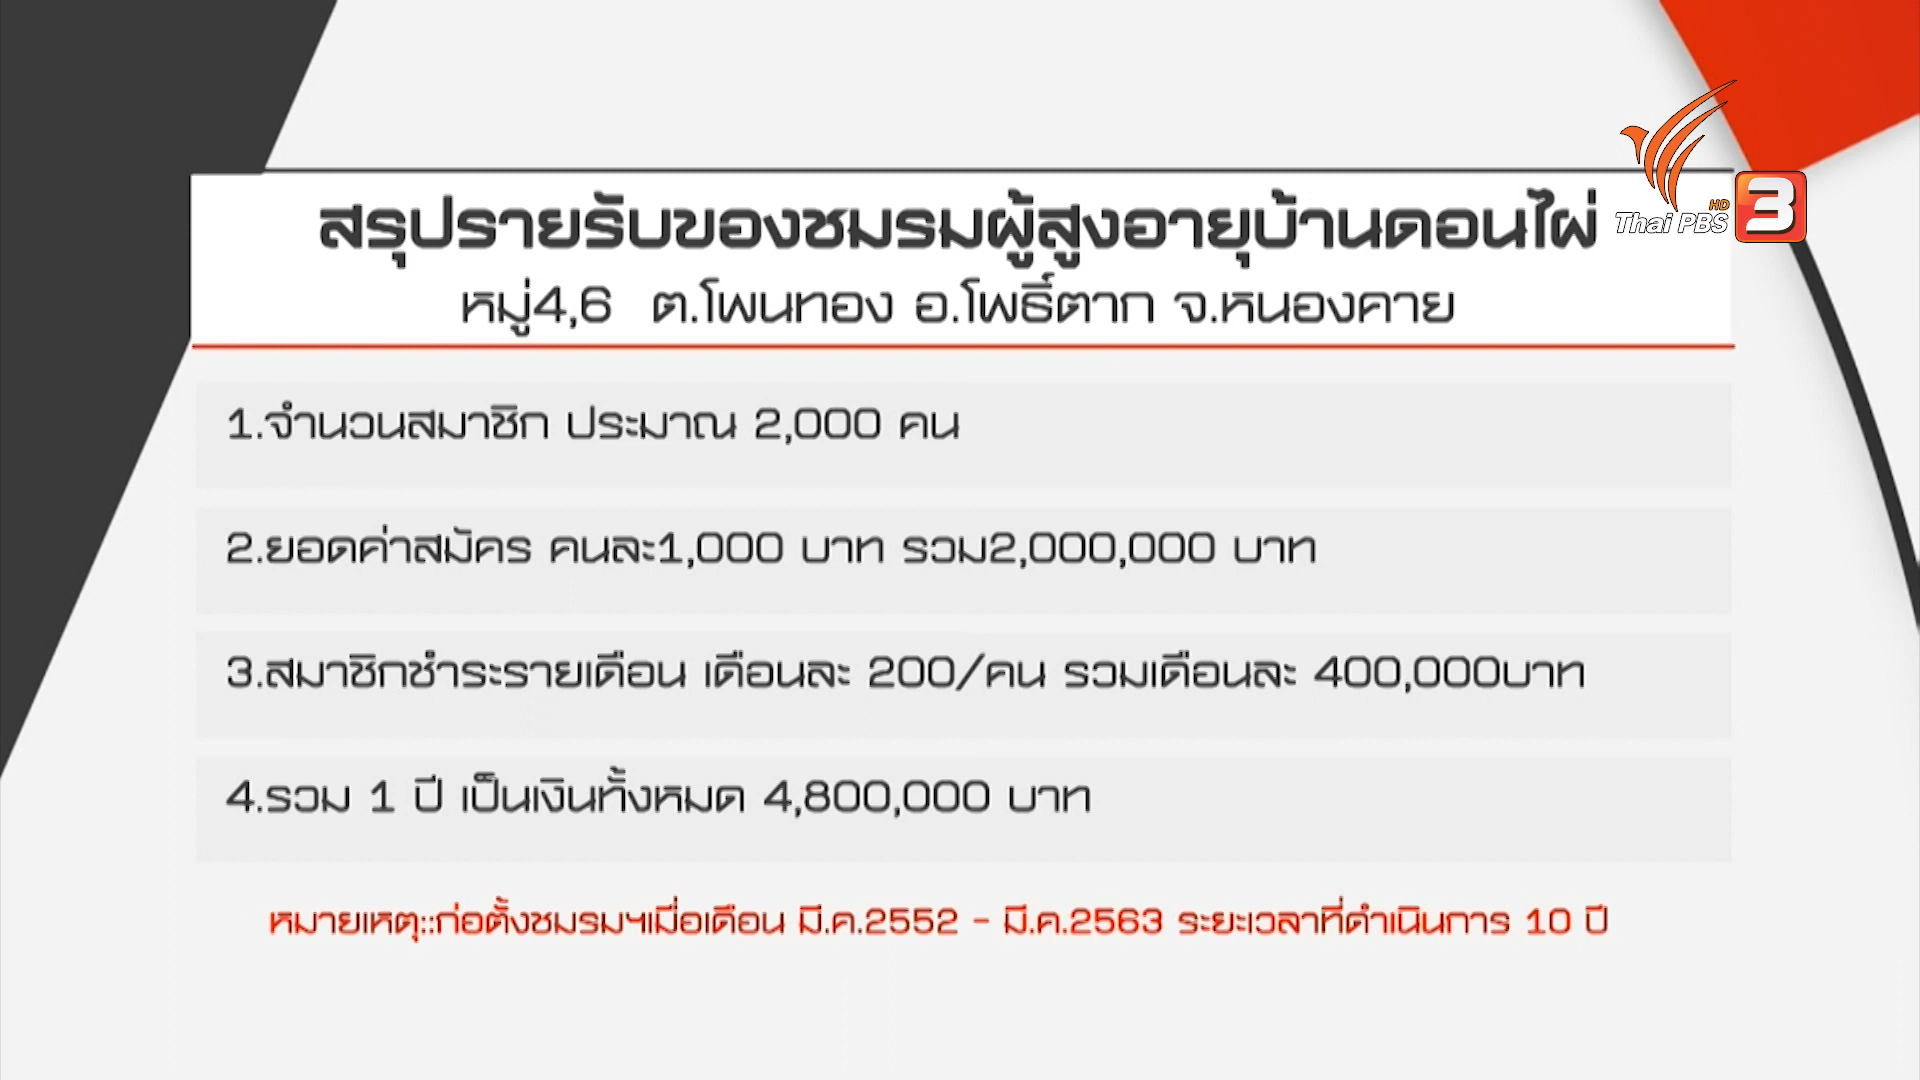 สรุปรายรับของชมรมผู้สูงอายุบ้านดอนไผ่
หมู่4,6 ต.โพนทอง อ.โพธิ์ตาก จ.หนองคาย
HD
Thai PBS 3
1.จำนวนสมาชิก ประมาณ 2,000 คน
2.ยอดค่าสมัคร คนละ1,000 บาท รวม2,000,000 บาท
3.สมาชิกชำระรายเดือน เดือนละ 200/คน รวมเดือนละ 400,000บาท
4.รวม 1 ปี เป็นเงินทั้งหมด 4,800,000 บาท
หมายเหตุ::ก่อตั้งชมรมฯเมื่อเดือน มี.ค.2552 - มี.ค.2563 ระยะเวลาที่ดำเนินการ 10 ปี